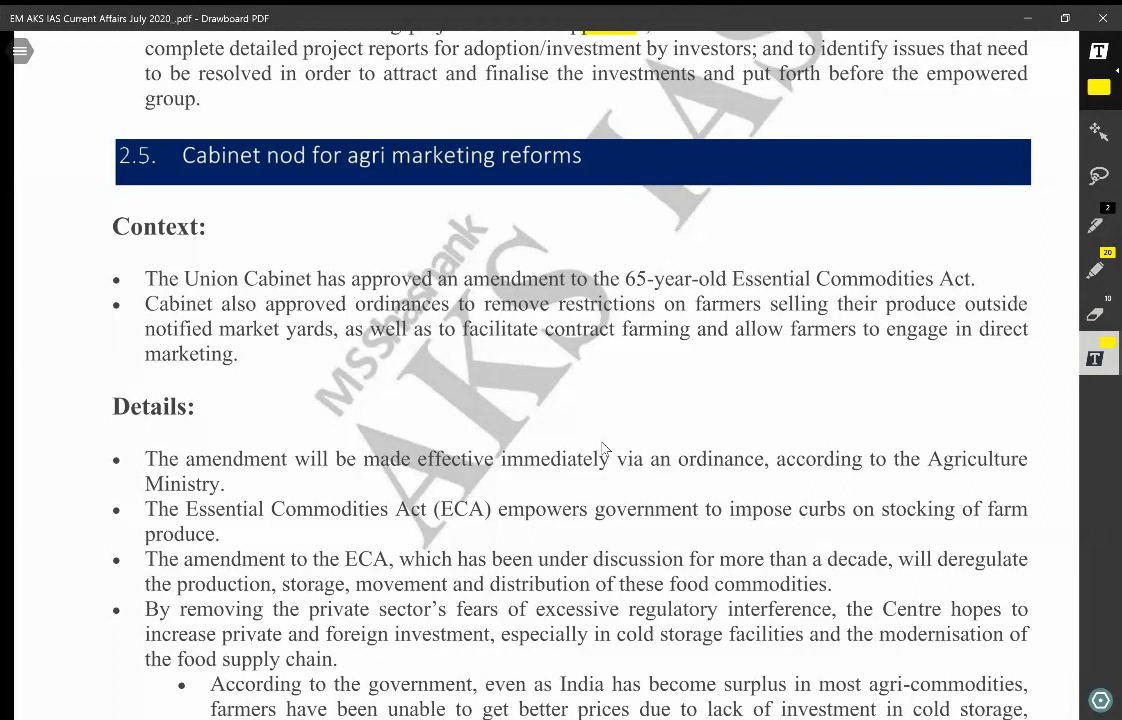 EM AKS IAS Current Affairs July 2020_.pdf - Drawboard PDF
complete detailed project reports for adoption/investment by investors; and to identify issues that need
to be resolved in order to attract and finalise the investments and put forth before the empowered
group.
2.5. Cabinet nod for agri marketing reforms
Context:
• The Union Cabinet has approved an amendment to the 65-year-old Essential Commodities Act.
• Cabinet also approved ordinances to remove restrictions on farmers selling their produce outside
notified market yards, as well as to facilitate contract farming and allow farmers to engage in direct
marketing.
Details:
• The amendment will be made effective immediately via an ordinance, according to the Agriculture
Ministry.
• The Essential Commodities Act (ECA) empowers government to impose curbs on stocking of farm
produce.
• The amendment to the ECA, which has been under discussion for more than a decade, will deregulate
the production, storage, movement and distribution of these food commodities.
• By removing the private sector's fears of excessive regulatory interference, the Centre hopes to
increase private and foreign investment, especially in cold storage facilities and the modernisation of
the food supply chain.
• According to the government, even as India has become surplus in most agri-commodities,
farmers have been unable to get better prices due to lack of investment in cold storage,
MSShashank
AKS IAS
T
2
20
10
T